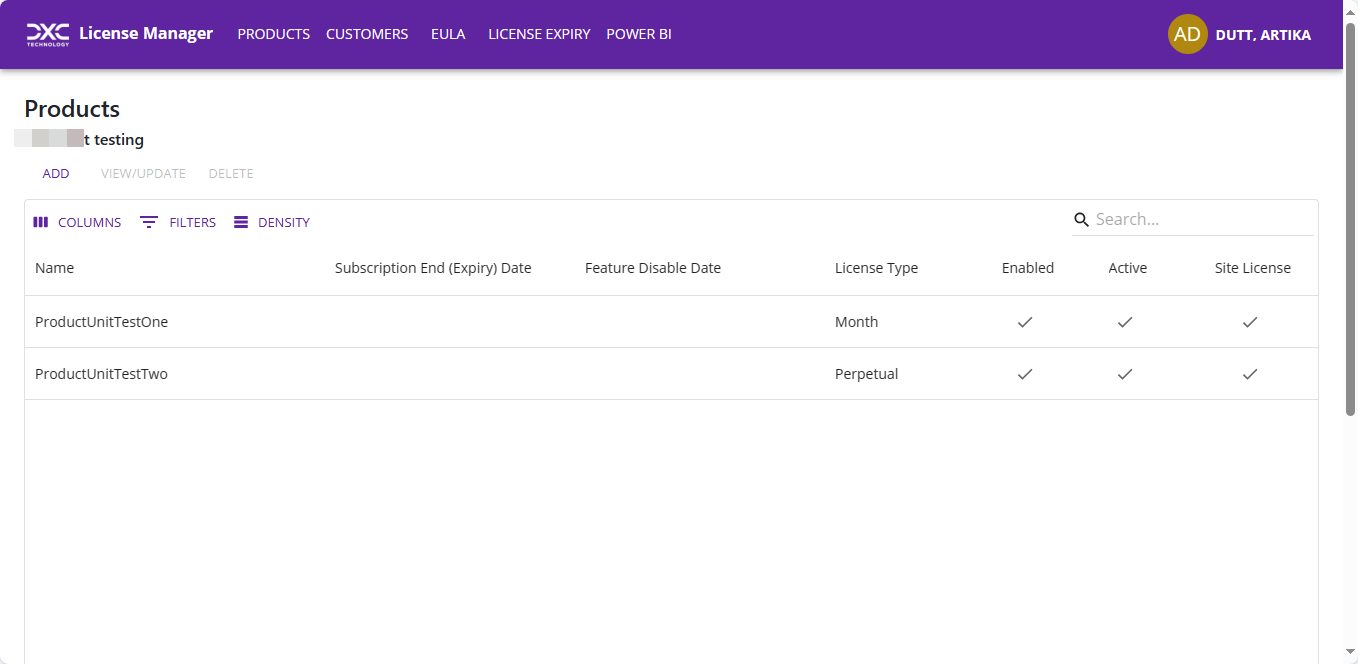 DXC TECHNOLOGY License Manager PRODUCTS CUSTOMERS EULA LICENSE EXPIRY POWER BI AD DUTT, ARTIKA
Products
t testing
ADD VIEW/UPDATE DELETE
COLUMNS FILTERS DENSITY Search...
Name Subscription End (Expiry) Date Feature Disable Date License Type Enabled Active Site License
ProductUnitTestOne Month
ProductUnitTestTwo Perpetual